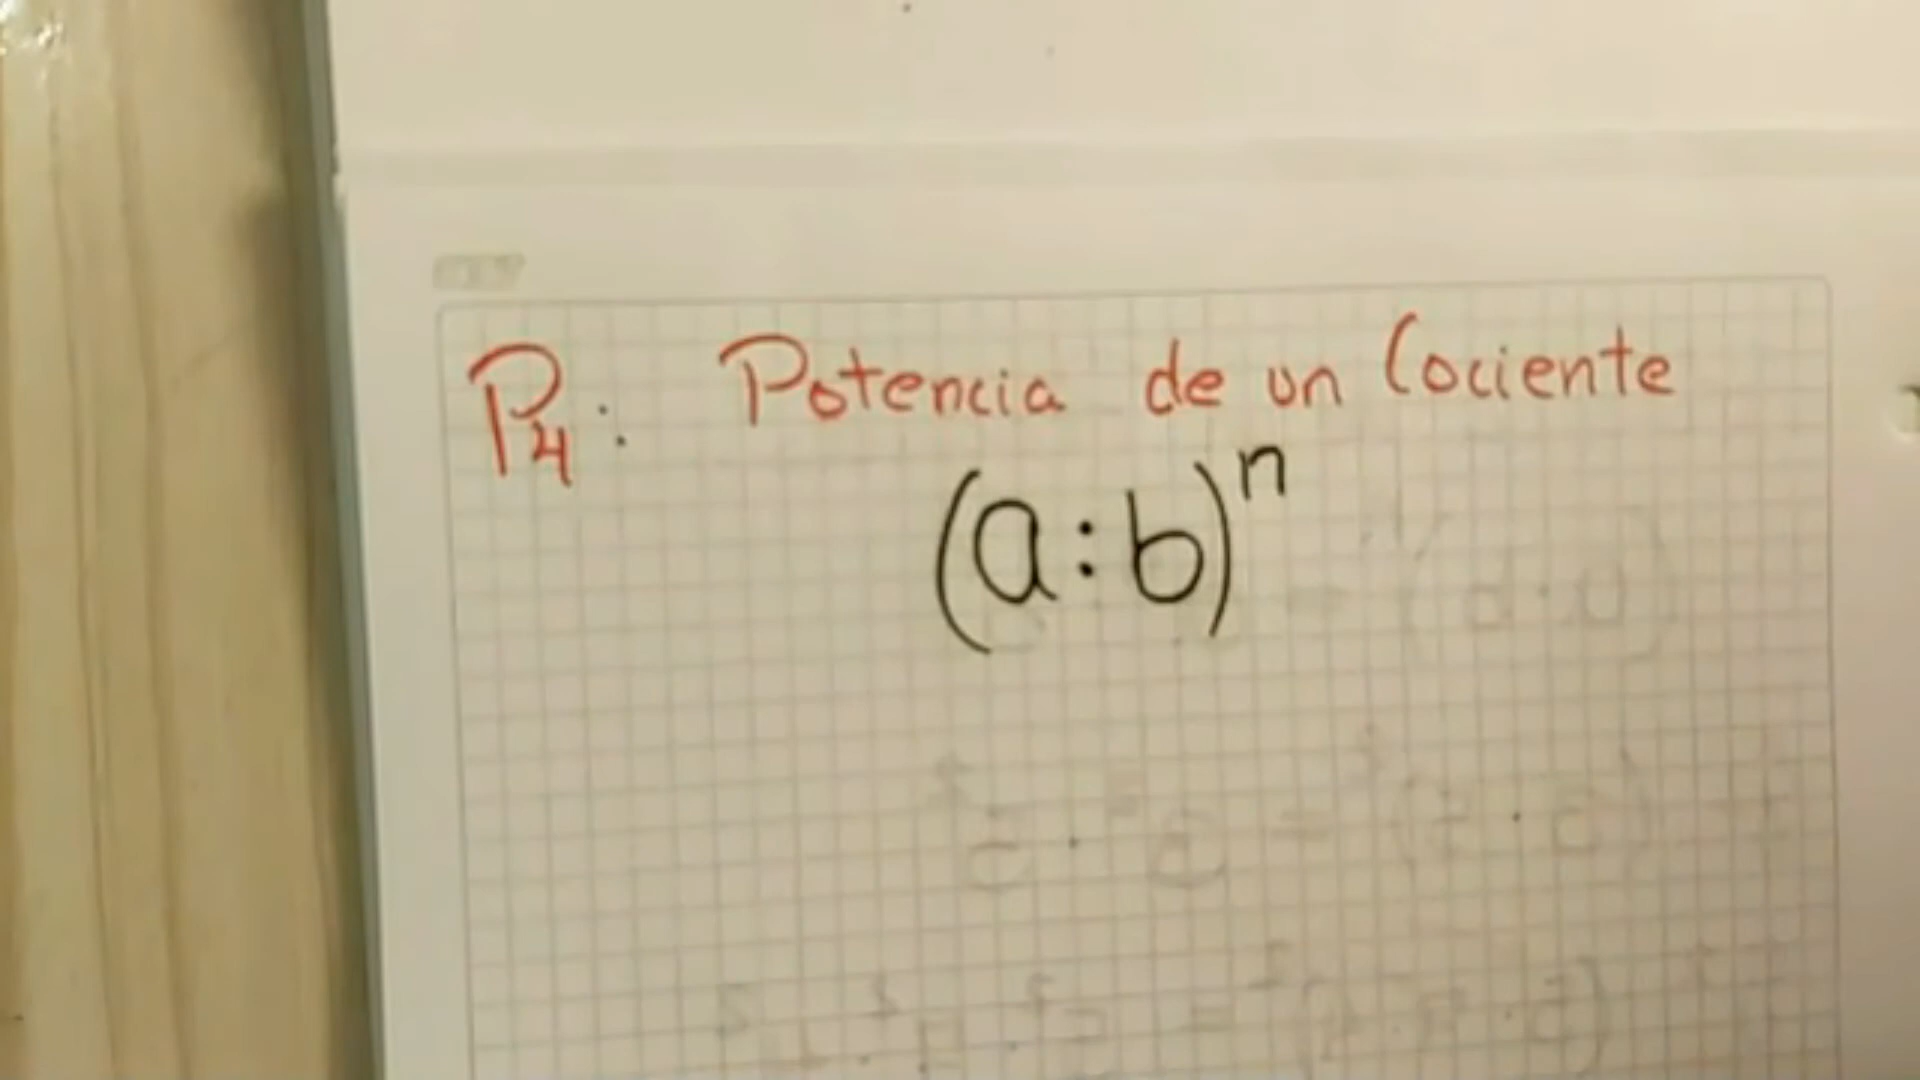 P4: Potencia de un Cociente
(a:b)ⁿ